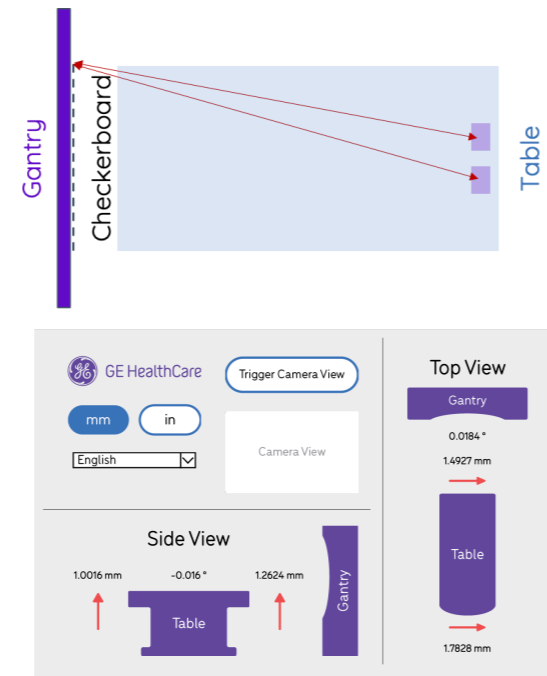 Gantry
Checkerboard
Table
GE HealthCare
Trigger Camera View
mm
in
English
Camera View
Side View
1.0016 mm
-0.016 °
1.2624 mm
Table
Gantry
Top View
Gantry
0.0184 °
1.4927 mm
Table
1.7828 mm